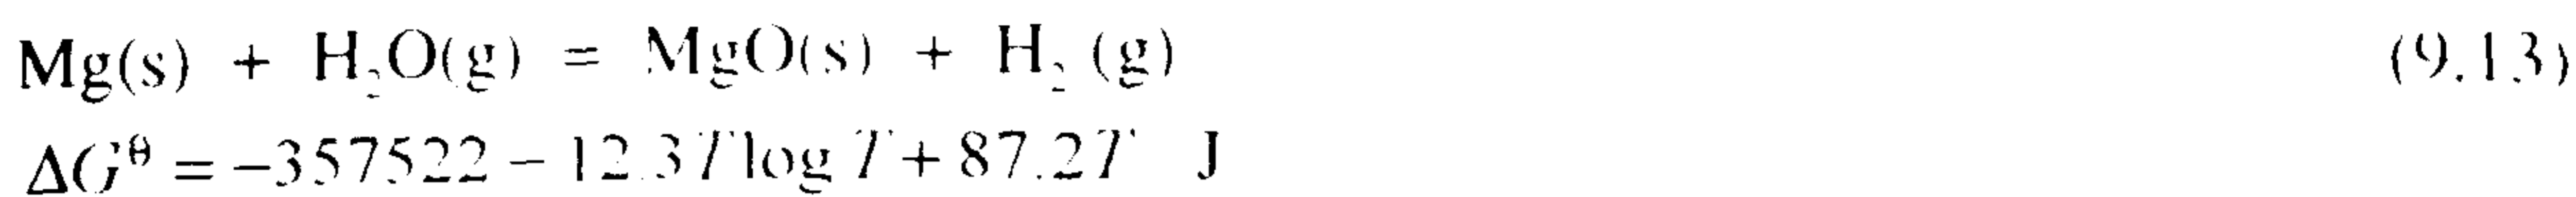 Mg(s) + H₂O(g) = MgO(s) + H₂ (g) (9.13)
ΔG^θ = −357522 − 12.3T log T + 87.2T J